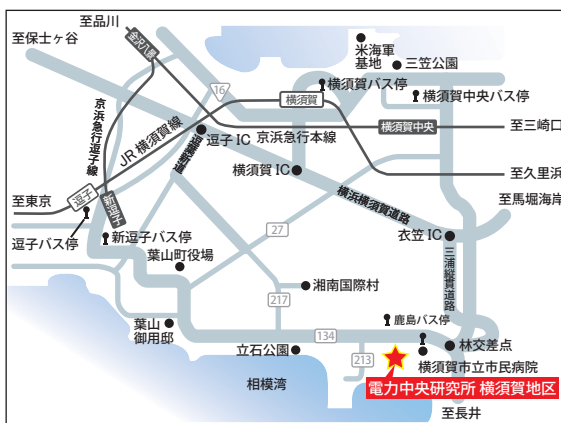 至品川
至保士ヶ谷
金沢八景
米海軍
基地
三笠公園
16
横須賀バス停
横須賀
横須賀中央バス停
京浜急行逗子線
JR横須賀線
逗子IC
京浜急行本線
横須賀中央
至三崎口
逗葉新道
横須賀IC
至久里浜
横浜横須賀道路
至東京
逗子
新逗子
至馬堀海岸
逗子バス停
新逗子バス停
27
衣笠IC
葉山町役場
三浦縦貫道路
湘南国際村
217
葉山
御用邸
鹿島バス停
134
立石公園
213
林交差点
横須賀市立市民病院
相模湾
電力中央研究所 横須賀地区
至長井